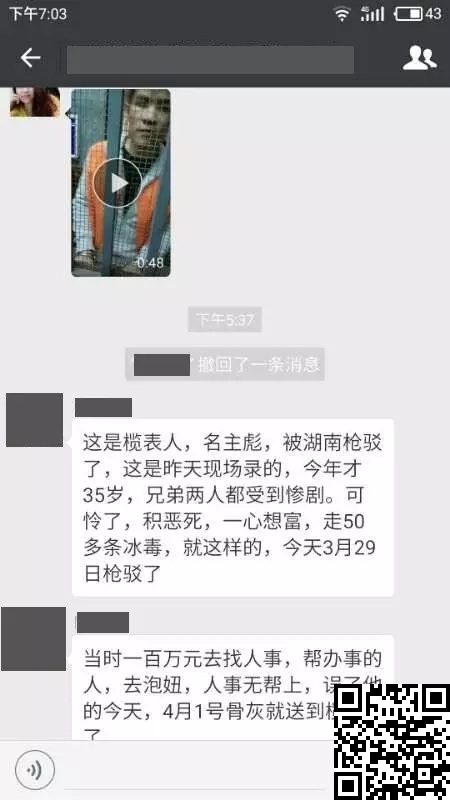 下午7:03
4G
43
0:48
下午5:37
” 撤回了一条消息
这是榄表人，名主彪，被湖南枪驳
了，这是昨天现场录的，今年才
35岁，兄弟两人都受到惨剧。可
怜了，积恶死，一心想富，走50
多条冰毒，就这样的，今天3月29
日枪驳了
当时一百万元去找人事，帮办事的
人，去泡妞，人事无帮上，误了他
的今天，4月1号骨灰就送到
了